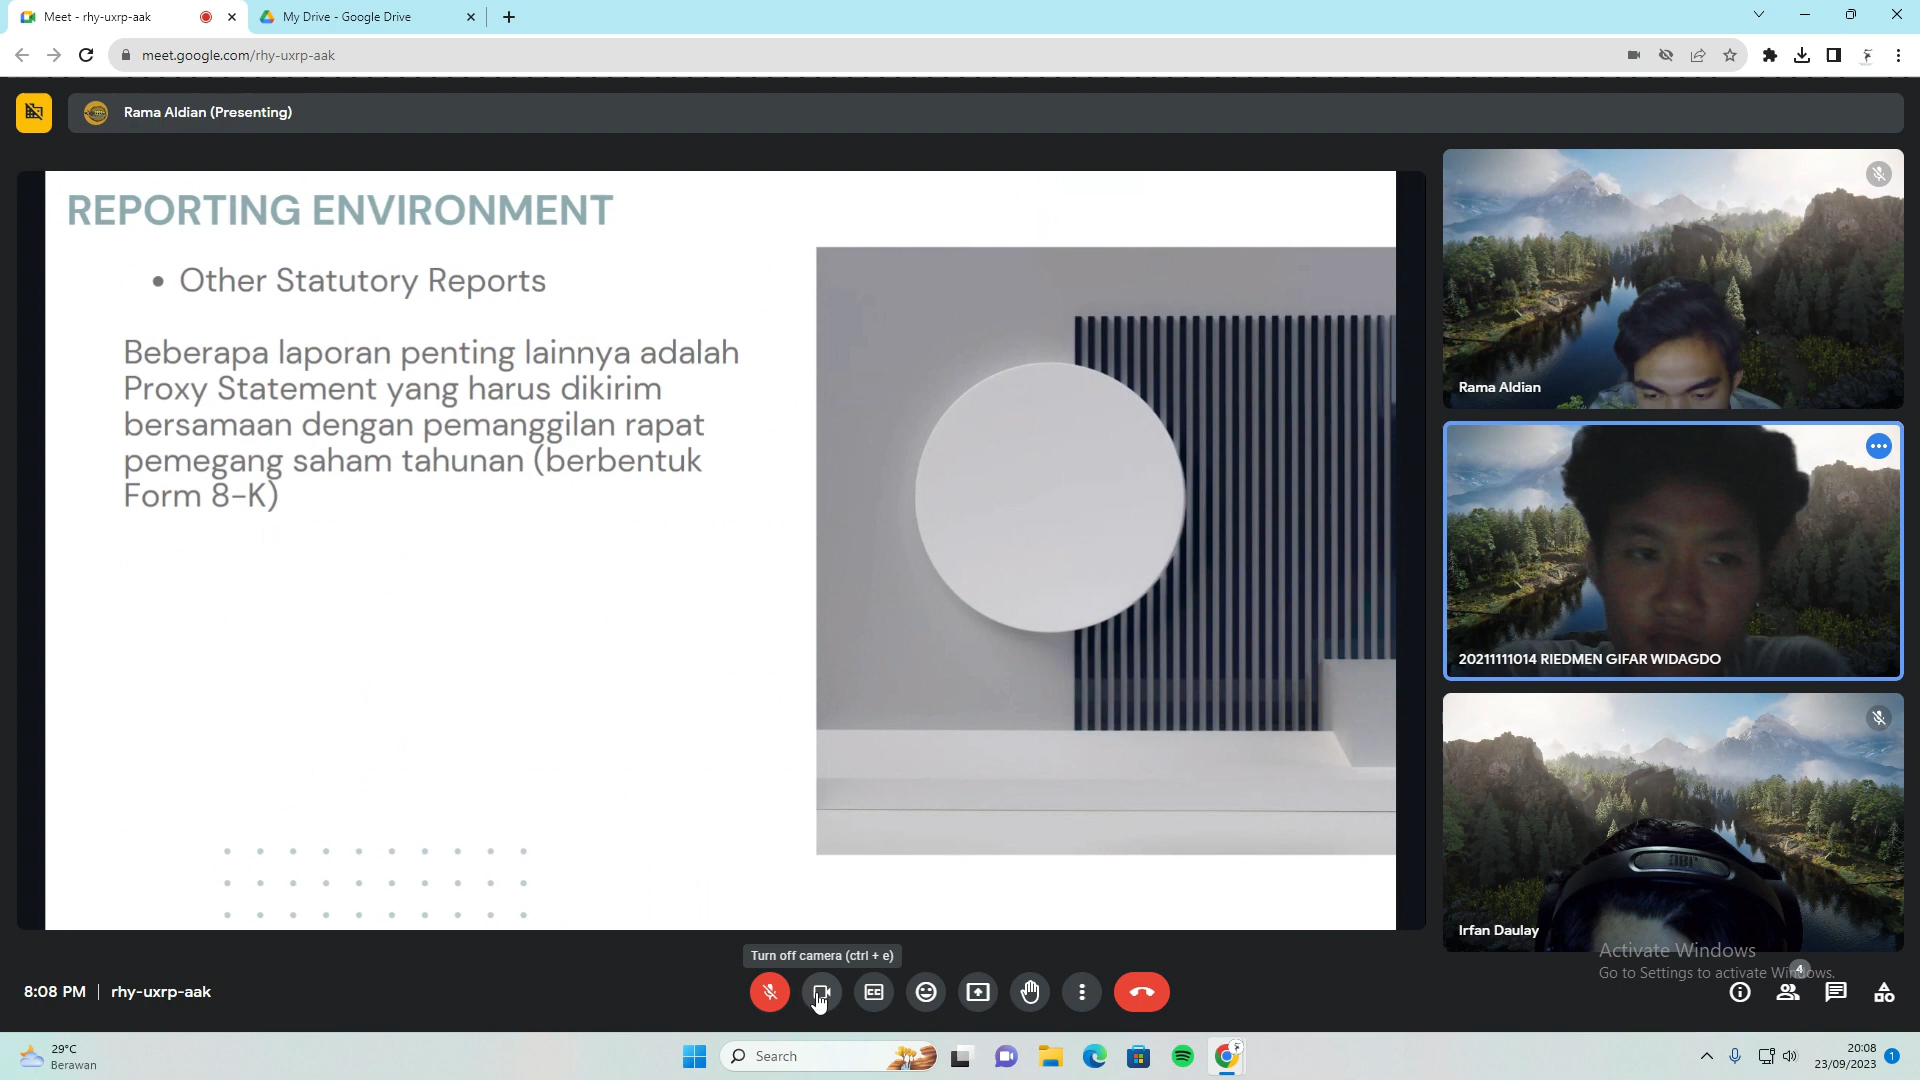 Meet - rhy-uxrp-aak
My Drive - Google Drive
meet.google.com/rhy-uxrp-aak
Rama Aldian (Presenting)
REPORTING ENVIRONMENT
• Other Statutory Reports
Beberapa laporan penting lainnya adalah
Proxy Statement yang harus dikirim
bersamaan dengan pemanggilan rapat
pemegang saham tahunan (berbentuk
Form 8-K)
Rama Aldian
20211111014 RIEDMEN GIFAR WIDAGDO
JBL
Irfan Daulay
Turn off camera (ctrl + e)
Activate Windows
Go to Settings to activate Windows.
4
8:08 PM | rhy-uxrp-aak
29°C
Berawan
Search
20:08
23/09/2023
1